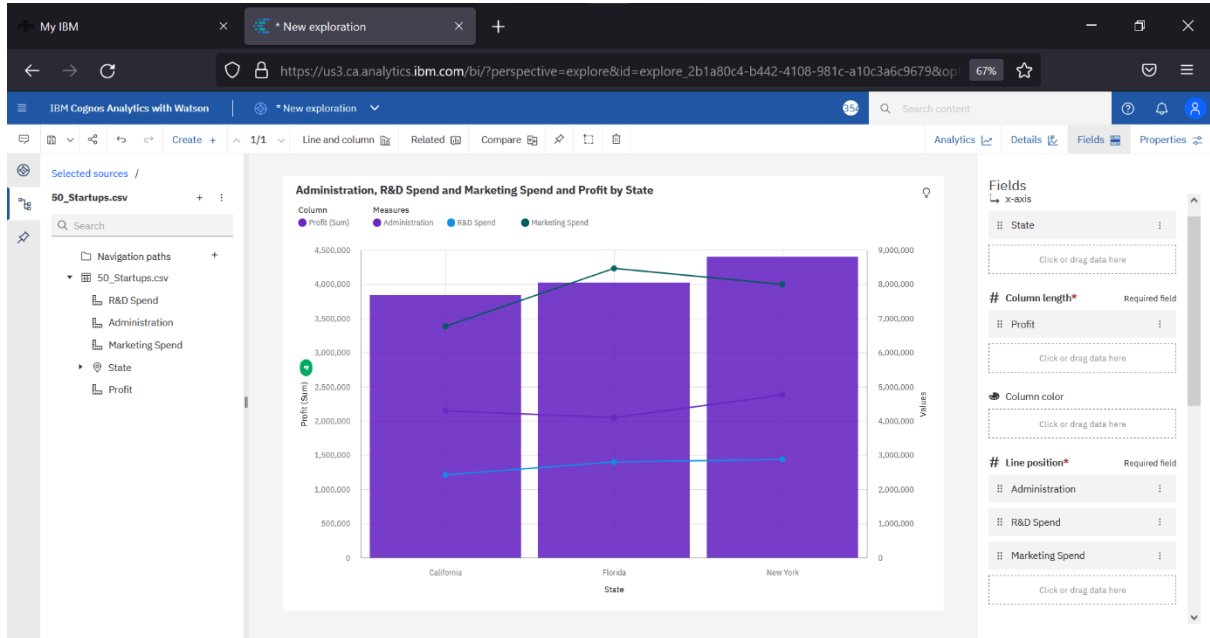 My IBM
* New exploration
https://us3.ca.analytics.ibm.com/bi/?perspective=explore&id=explore_2b1a80c4-b442-4108-981c-a10c3a6c9679&opt
67%
IBM Cognos Analytics with Watson
* New exploration
Search content
Create +
1/1
Line and column
Related
Compare
Analytics
Details
Fields
Properties
Selected sources /
50_Startups.csv
Search
Navigation paths
50_Startups.csv
R&D Spend
Administration
Marketing Spend
State
Profit
Administration, R&D Spend and Marketing Spend and Profit by State
Column Measures
Profit (Sum) Administration R&D Spend Marketing Spend
4,500,000
4,000,000
3,500,000
3,000,000
2,500,000
2,000,000
1,500,000
1,000,000
500,000
0
Profit (Sum)
9,000,000
8,000,000
7,000,000
6,000,000
5,000,000
4,000,000
3,000,000
2,000,000
1,000,000
0
Values
California Florida New York
State
Fields
x-axis
State
Click or drag data here
# Column length* Required field
Profit
Click or drag data here
Column color
Click or drag data here
# Line position* Required field
Administration
R&D Spend
Marketing Spend
Click or drag data here